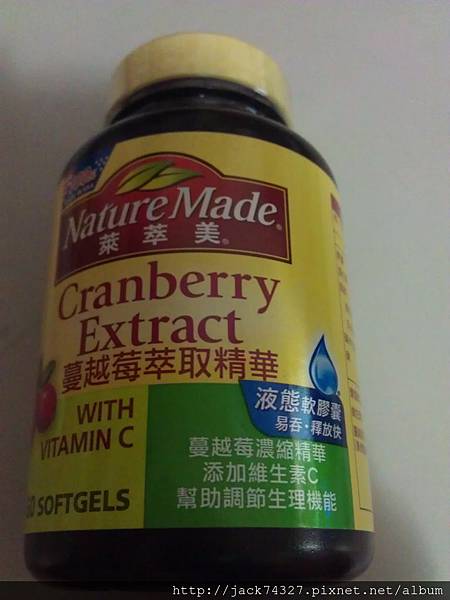 Nature Made®
萊萃美®
Cranberry
Extract
蔓越莓萃取精華
WITH
VITAMIN C
液態軟膠囊
易吞·釋放快
蔓越莓濃縮精華
添加維生素C
幫助調節生理機能
SOFTGELS
http://jack74327.pixnet.net/album